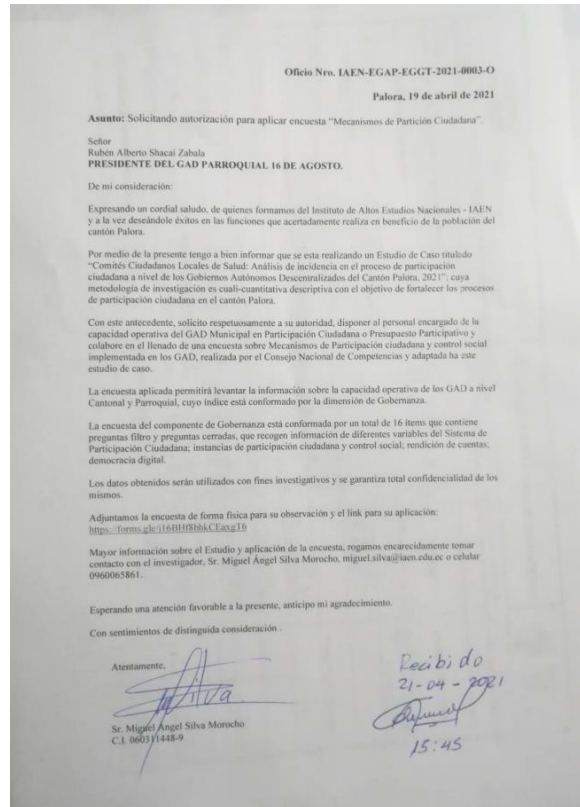 Oficio Nro. IAEN-EGAP-EGGT-2021-0003-O
Palora, 19 de abril de 2021
Asunto: Solicitando autorización para aplicar encuesta "Mecanismos de Partición Ciudadana".
Señor
Rubén Alberto Shacai Zabala
PRESIDENTE DEL GAD PARROQUIAL 16 DE AGOSTO.
De mi consideración:
Expresando un cordial saludo, de quienes formamos del Instituto de Altos Estudios Nacionales - IAEN
y a la vez deseándole éxitos en las funciones que acertadamente realiza en beneficio de la población del
cantón Palora.
Por medio de la presente tengo a bien informar que se esta realizando un Estudio de Caso titulado
"Comités Ciudadanos Locales de Salud: Análisis de incidencia en el proceso de participación
ciudadana a nivel de los Gobiernos Autónomos Descentralizados del Cantón Palora, 2021"; cuya
metodología de investigación es cuali-cuantitativa descriptiva con el objetivo de fortalecer los procesos
de participación ciudadana en el cantón Palora.
Con este antecedente, solicito respetuosamente a su autoridad, disponer al personal encargado de la
capacidad operativa del GAD Municipal en Participación Ciudadana o Presupuesto Participativo y
colabore en el llenado de una encuesta sobre Mecanismos de Participación ciudadana y control social
implementada en los GAD, realizada por el Consejo Nacional de Competencias y adaptada ha este
estudio de caso.
La encuesta aplicada permitirá levantar la información sobre la capacidad operativa de los GAD a nivel
Cantonal y Parroquial, cuyo índice está conformado por la dimensión de Gobernanza.
La encuesta del componente de Gobernanza está conformada por un total de 16 ítems que contiene
preguntas filtro y preguntas cerradas, que recogen información de diferentes variables del Sistema de
Participación Ciudadana; instancias de participación ciudadana y control social; rendición de cuentas;
democracia digital.
Los datos obtenidos serán utilizados con fines investigativos y se garantiza total confidencialidad de los
mismos.
Adjuntamos la encuesta de forma física para su observación y el link para su aplicación:
Mayor información sobre el Estudio y aplicación de la encuesta, rogamos encarecidamente tomar
contacto con el investigador, Sr. Miguel Ángel Silva Morocho, miguel.silva@iaen.edu.ec o celular
0960065861.
Esperando una atención favorable a la presente, anticipo mi agradecimiento.
Con sentimientos de distinguida consideración .
Atentamente,
Sr. Miguel Ángel Silva Morocho
C.I. 060311448-9
Recibido
21-04-2021
15:45